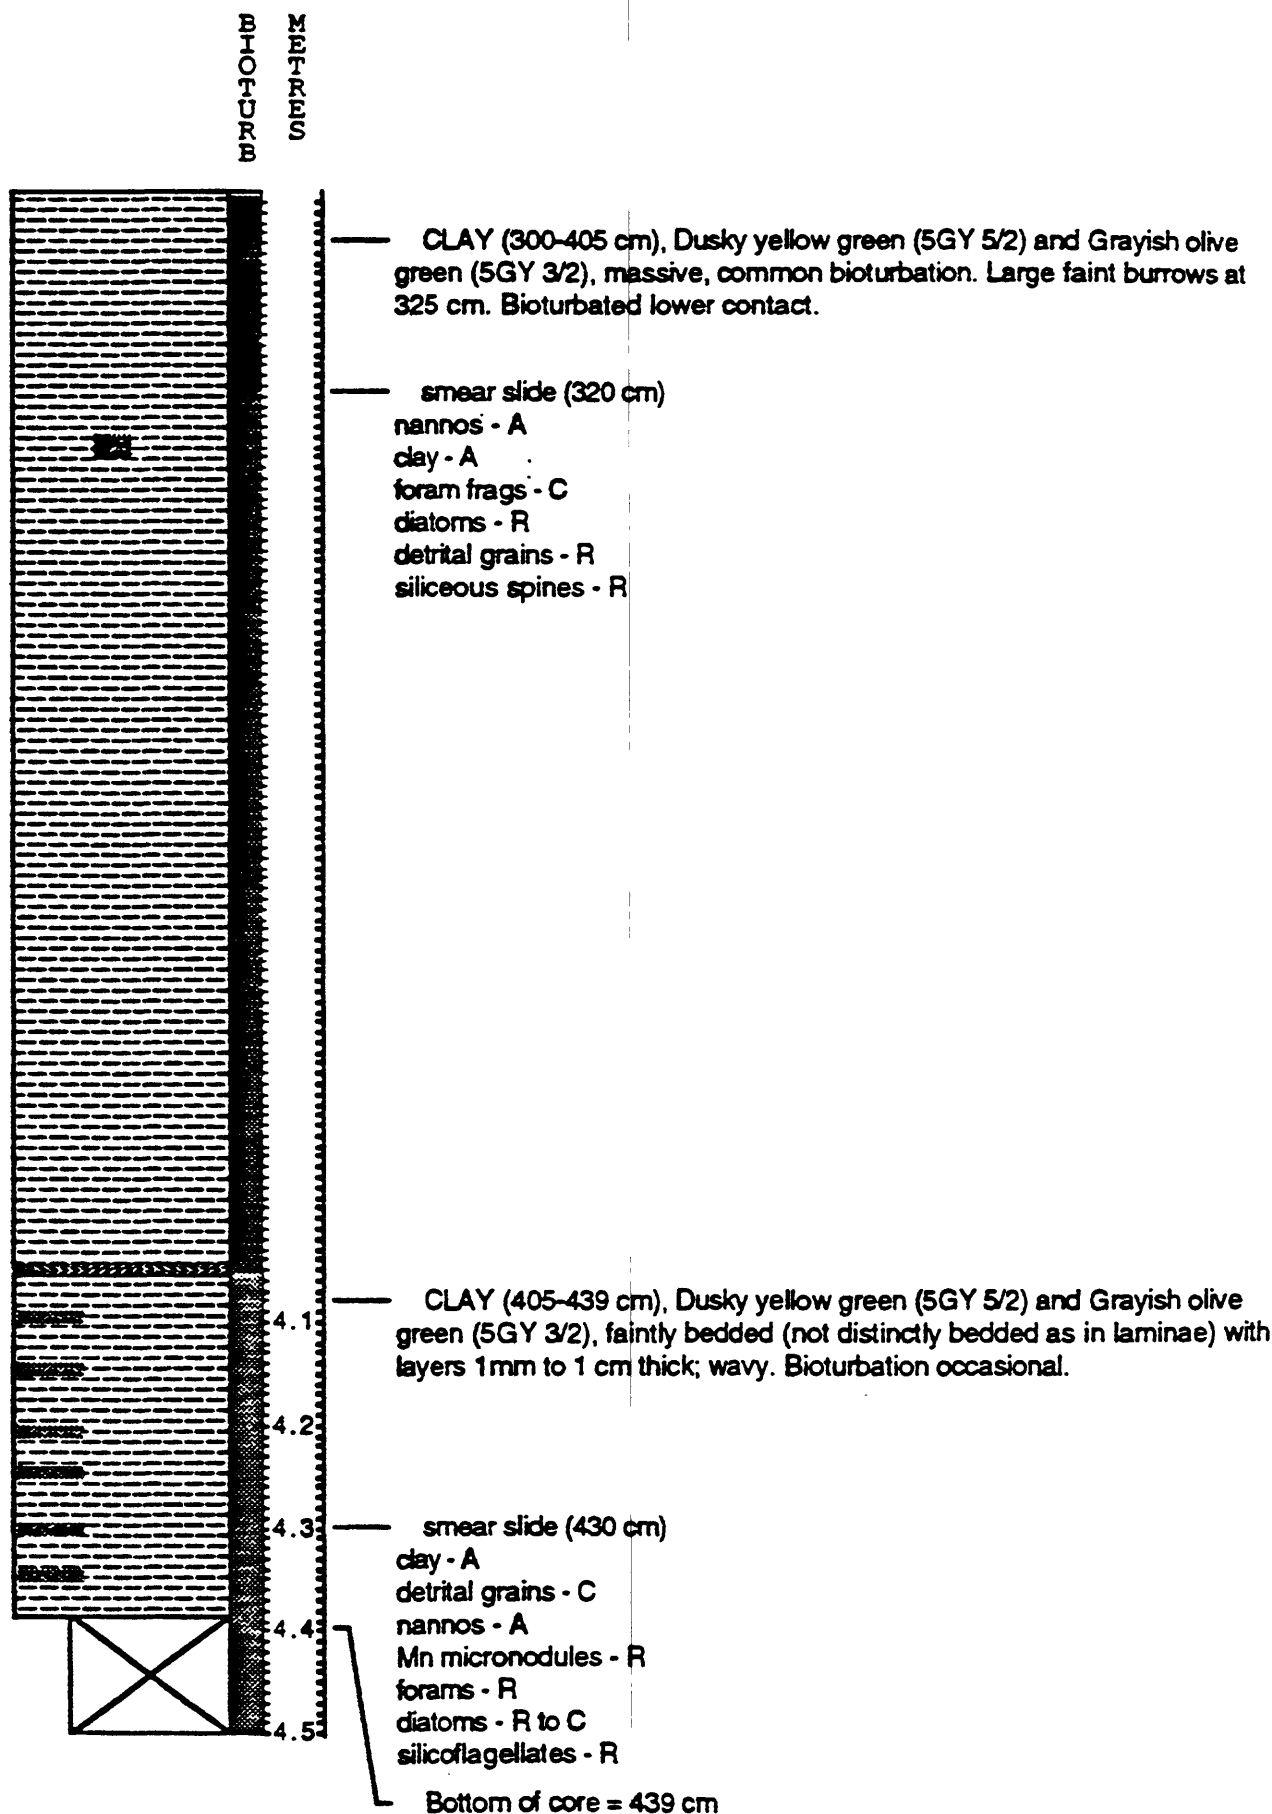 BIOTURB
METRES
CLAY (300-405 cm), Dusky yellow green (5GY 5/2) and Grayish olive
green (5GY 3/2), massive, common bioturbation. Large faint burrows at
325 cm. Bioturbated lower contact.
smear slide (320 cm)
nannos - A
clay - A
foram frags - C
diatoms - R
detrital grains - R
siliceous spines - R
CLAY (405-439 cm), Dusky yellow green (5GY 5/2) and Grayish olive
green (5GY 3/2), faintly bedded (not distinctly bedded as in laminae) with
layers 1mm to 1 cm thick; wavy. Bioturbation occasional.
4.1
4.2
4.3
4.4
4.5
smear slide (430 cm)
clay - A
detrital grains - C
nannos - A
Mn micronodules - R
forams - R
diatoms - R to C
silicoflagellates - R
Bottom of core = 439 cm